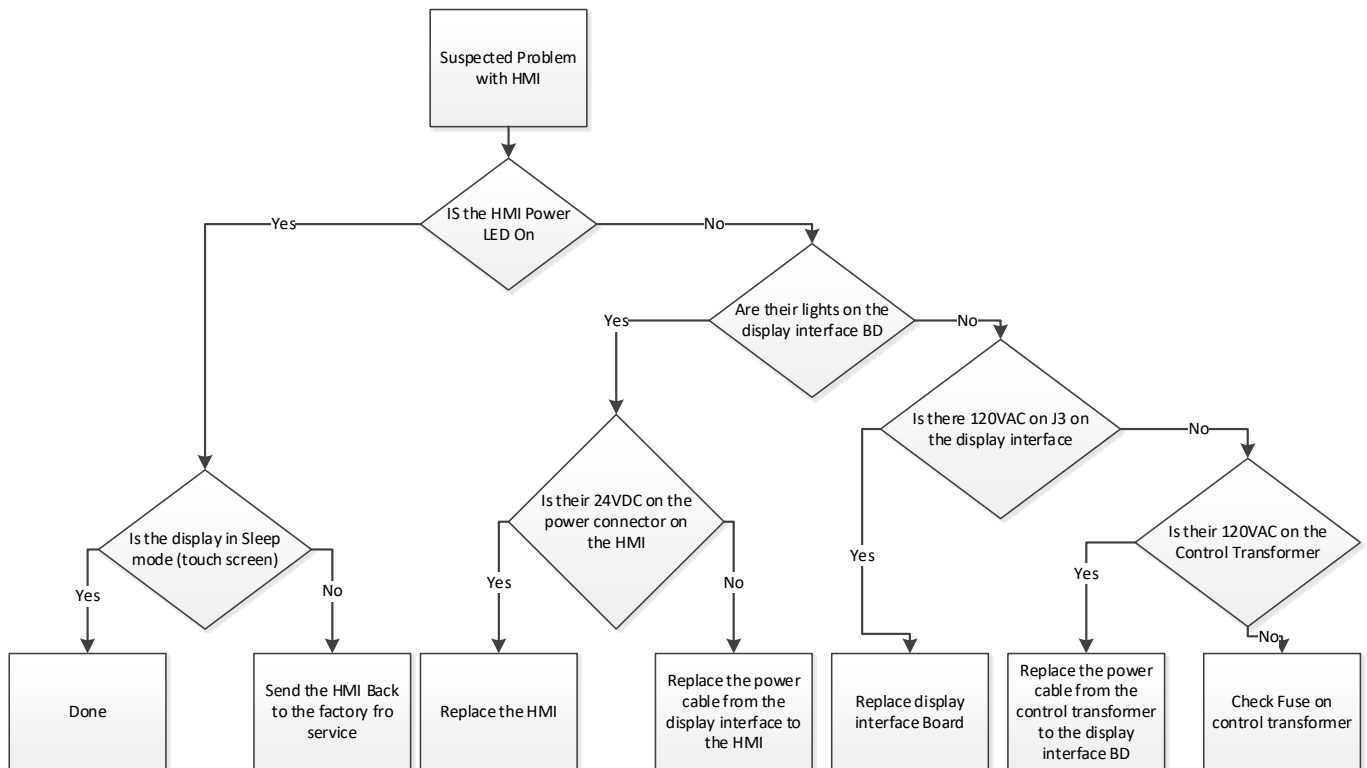 Suspected Problem
with HMI
IS the HMI Power
LED On
Yes
No
Are their lights on the
display interface BD
Yes
No
Is there 120VAC on J3 on
the display interface
No
Is their 24VDC on the
power connector on
the HMI
Is the display in Sleep
mode (touch screen)
Is their 120VAC on the
Control Transformer
Yes
No
Yes
No
Yes
Yes
No
Done
Send the HMI Back
to the factory fro
service
Replace the HMI
Replace the power
cable from the
display interface to
the HMI
Replace display
interface Board
Replace the power
cable from the
control transformer
to the display
interface BD
Check Fuse on
control transformer